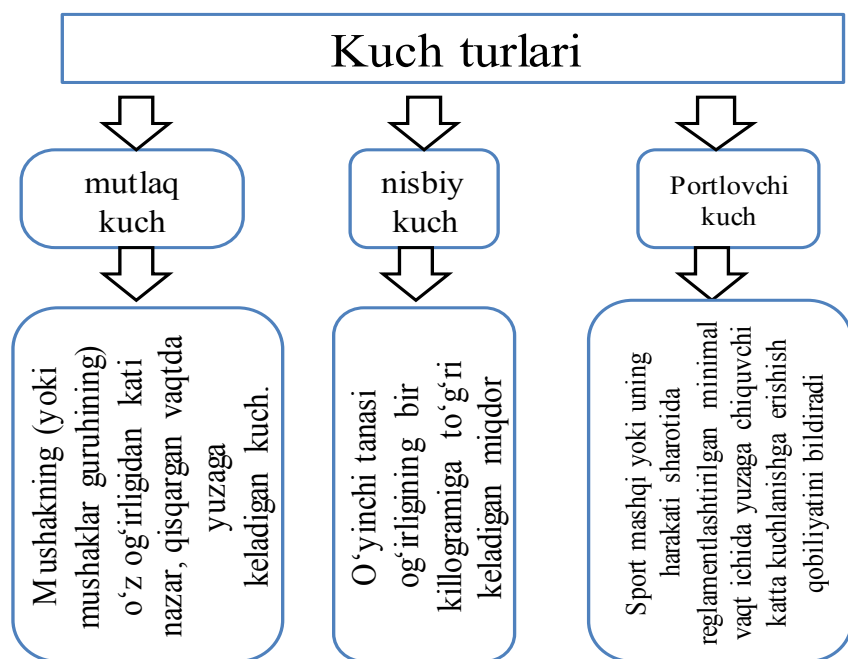 Kuch turlari
mutlaq
kuch
nisbiy
kuch
Portlovchi
kuch
Mushakning (yoki
mushaklar guruhining)
o‘z og‘irligidan kati
nazar, qisqargan vaqtda
yuzaga
keladigan kuch.
O‘yinchi tanasi
og‘irligining bir
killogramiga to‘g‘ri
keladigan miqdor
Sport mashqi yoki uning
harakati sharotida
reglamentlashtirilgan minimal
vaqt ichida yuzaga chiquvchi
katta kuchlanishga erishish
qobiliyatini bildiradi